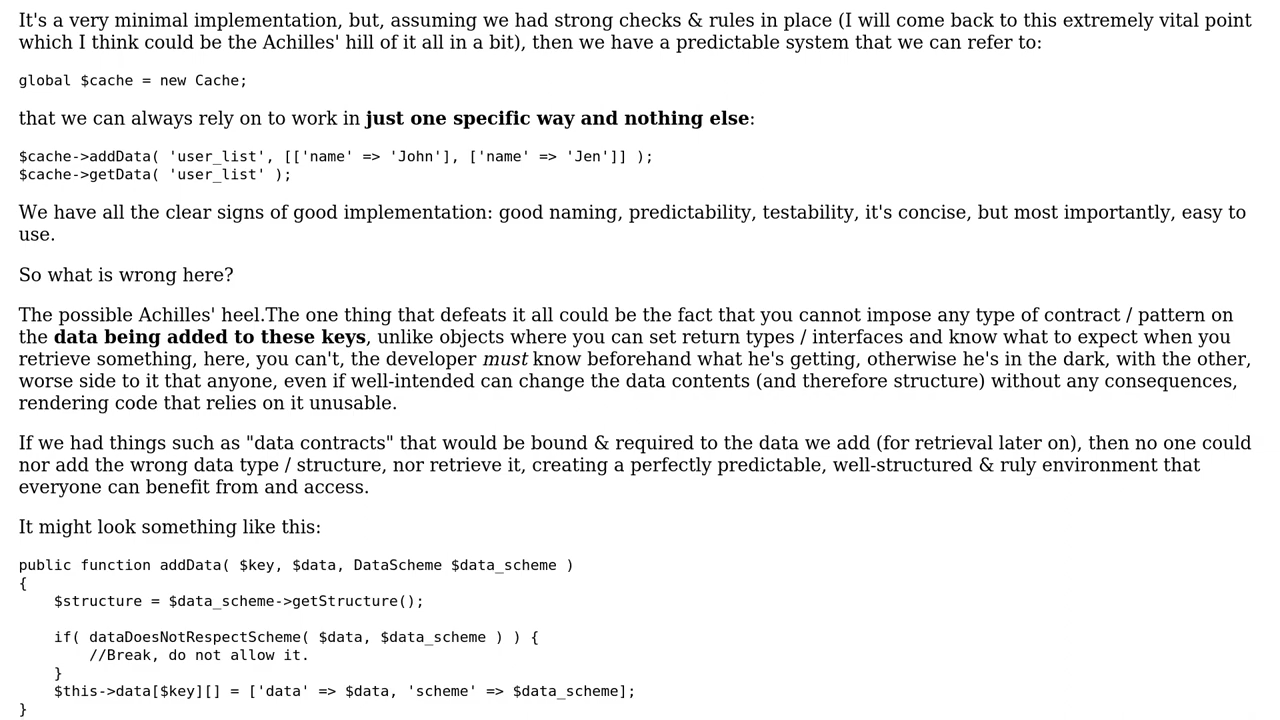 It's a very minimal implementation, but, assuming we had strong checks & rules in place (I will come back to this extremely vital point
which I think could be the Achilles' hill of it all in a bit), then we have a predictable system that we can refer to:
global $cache = new Cache;
that we can always rely on to work in just one specific way and nothing else:
$cache->addData( 'user_list', [['name' => 'John'], ['name' => 'Jen']] );
$cache->getData( 'user_list' );
We have all the clear signs of good implementation: good naming, predictability, testability, it's concise, but most importantly, easy to
use.
So what is wrong here?
The possible Achilles' heel.The one thing that defeats it all could be the fact that you cannot impose any type of contract / pattern on
the data being added to these keys, unlike objects where you can set return types / interfaces and know what to expect when you
retrieve something, here, you can't, the developer must know beforehand what he's getting, otherwise he's in the dark, with the other,
worse side to it that anyone, even if well-intended can change the data contents (and therefore structure) without any consequences,
rendering code that relies on it unusable.
If we had things such as "data contracts" that would be bound & required to the data we add (for retrieval later on), then no one could
nor add the wrong data type / structure, nor retrieve it, creating a perfectly predictable, well-structured & ruly environment that
everyone can benefit from and access.
It might look something like this:
public function addData( $key, $data, DataScheme $data_scheme )
{
    $structure = $data_scheme->getStructure();
    if( dataDoesNotRespectScheme( $data, $data_scheme ) ) {
        //Break, do not allow it.
    }
    $this->data[$key][] = ['data' => $data, 'scheme' => $data_scheme];
}